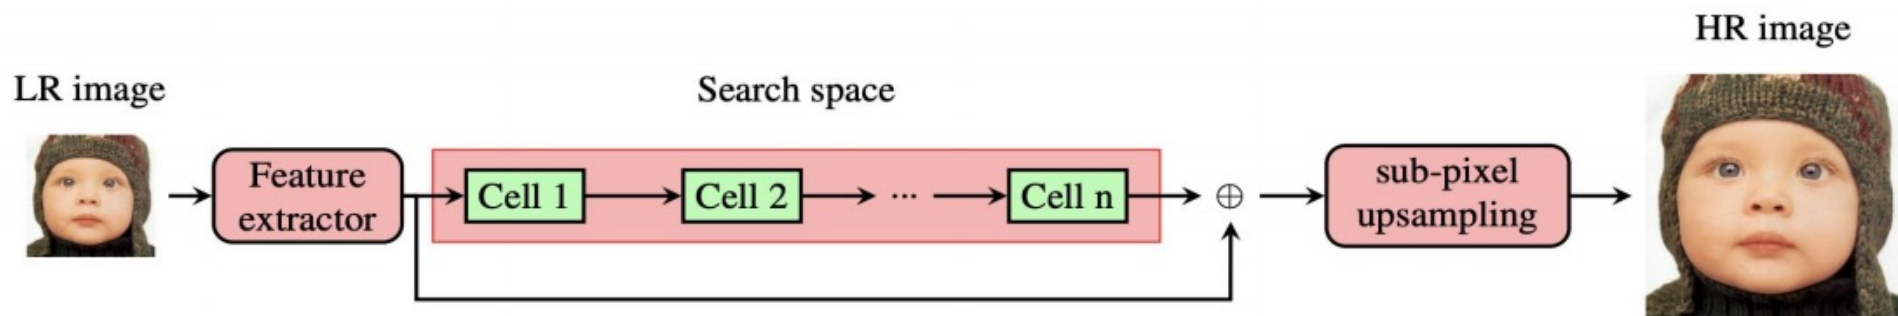 HR image
LR image
Search space
Feature
extractor
Cell 1
Cell 2
...
Cell n
sub-pixel
upsampling